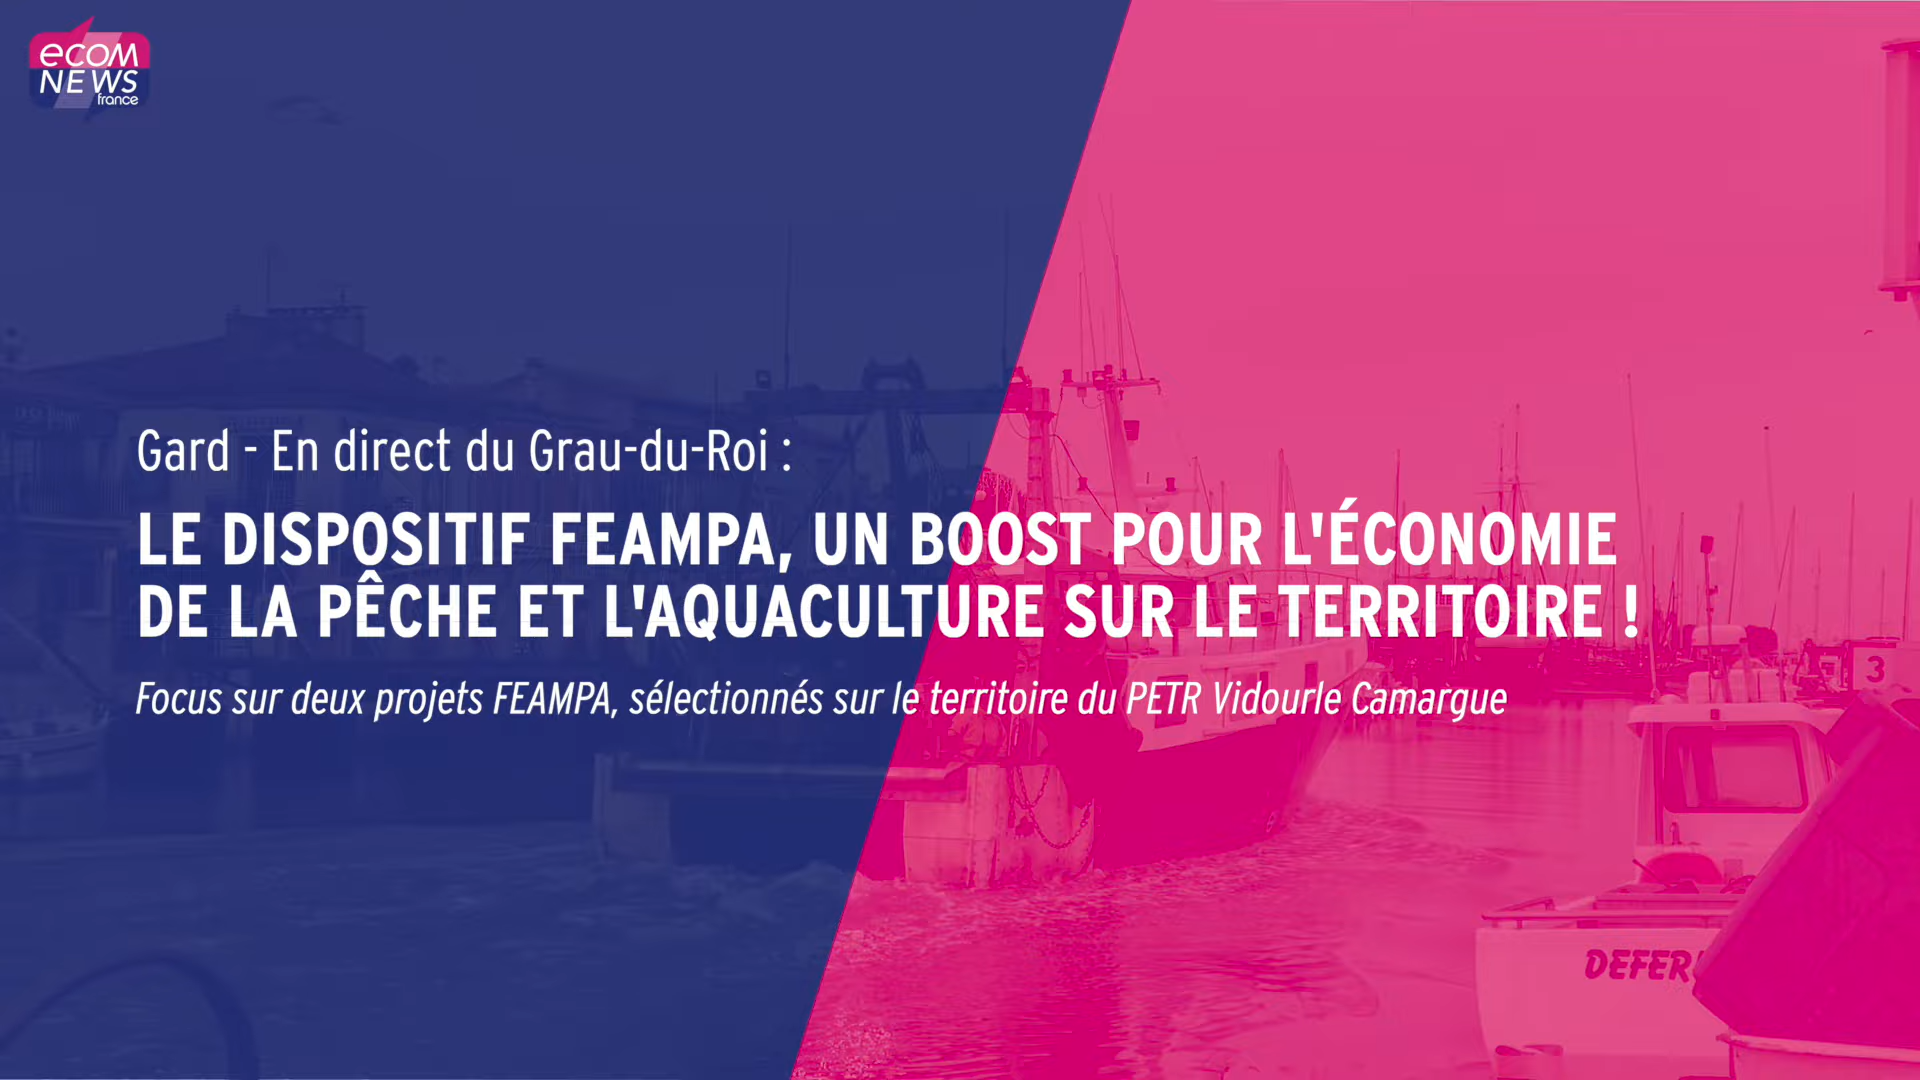 ecom
NEWS
france
Gard - En direct du Grau-du-Roi :
LE DISPOSITIF FEAMPA, UN BOOST POUR L'ÉCONOMIE
DE LA PÊCHE ET L'AQUACULTURE SUR LE TERRITOIRE !
Focus sur deux projets FEAMPA, sélectionnés sur le territoire du PETR Vidourle Camargue
3